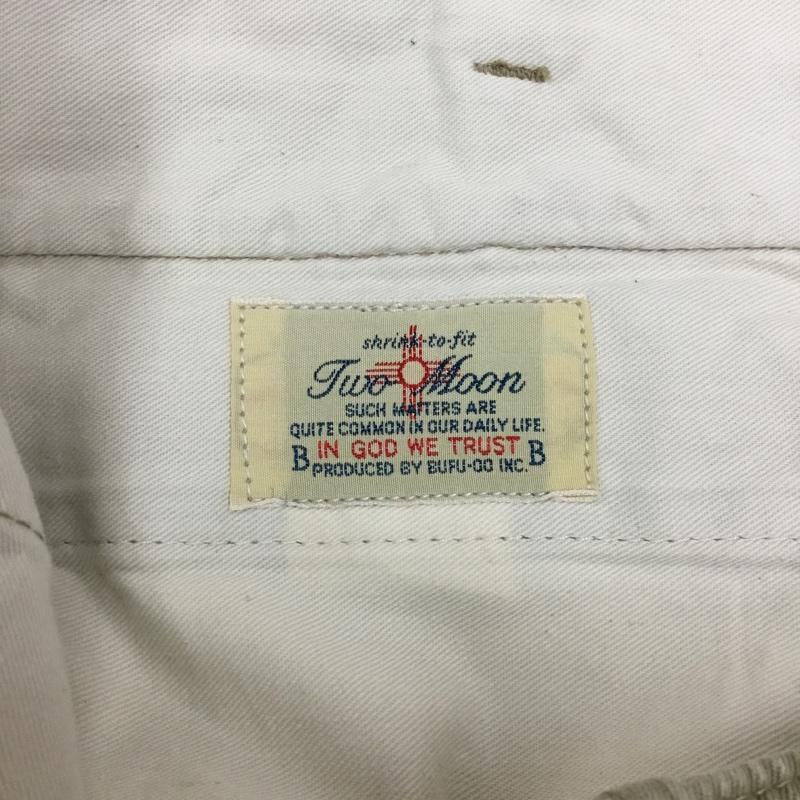 shrink-to-fit
Two Moon
SUCH MATTERS ARE
QUITE COMMON IN OUR DAILY LIFE.
B IN GOD WE TRUST B
PRODUCED BY BUFU-OO INC.